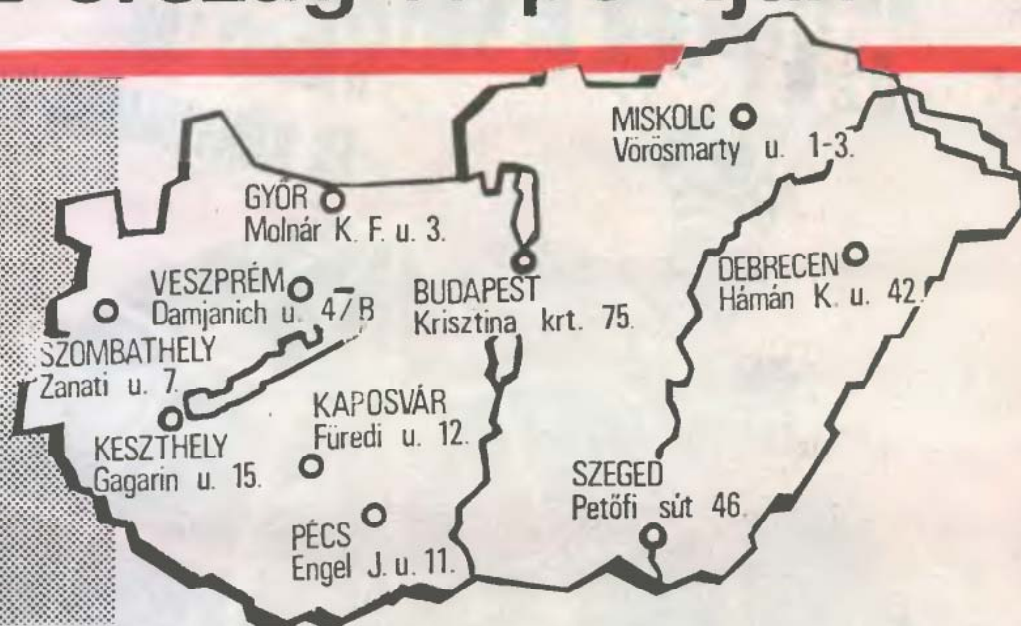 MISKOLC
Vörösmarty u. 1-3.
GYŐR
Molnár K. F. u. 3.
VESZPRÉM
Damjanich u. 47/B
BUDAPEST
Krisztina krt. 75.
DEBRECEN
Hámán K. u. 42.
SZOMBATHELY
Zanati u. 7.
KAPOSVÁR
Füredi u. 12.
KESZTHELY
Gagarin u. 15.
SZEGED
Petőfi sút 46.
PÉCS
Engel J. u. 11.